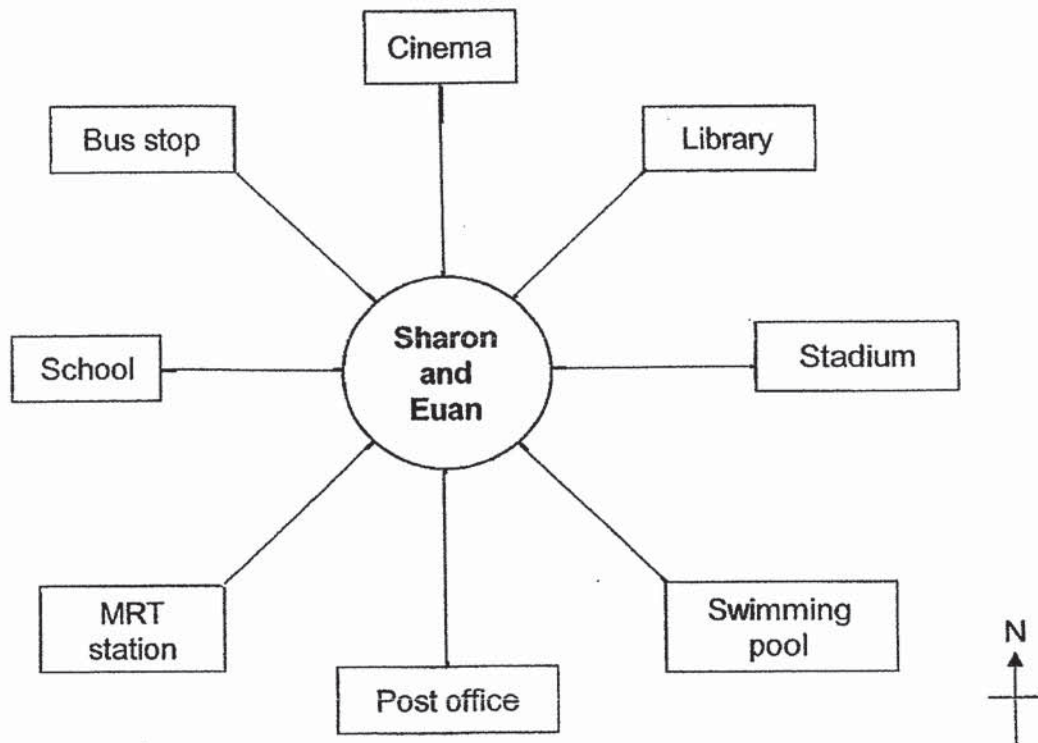 Cinema
Bus stop
Library
Sharon
and
Euan
School
Stadium
MRT
station
Swimming
pool
Post office
N